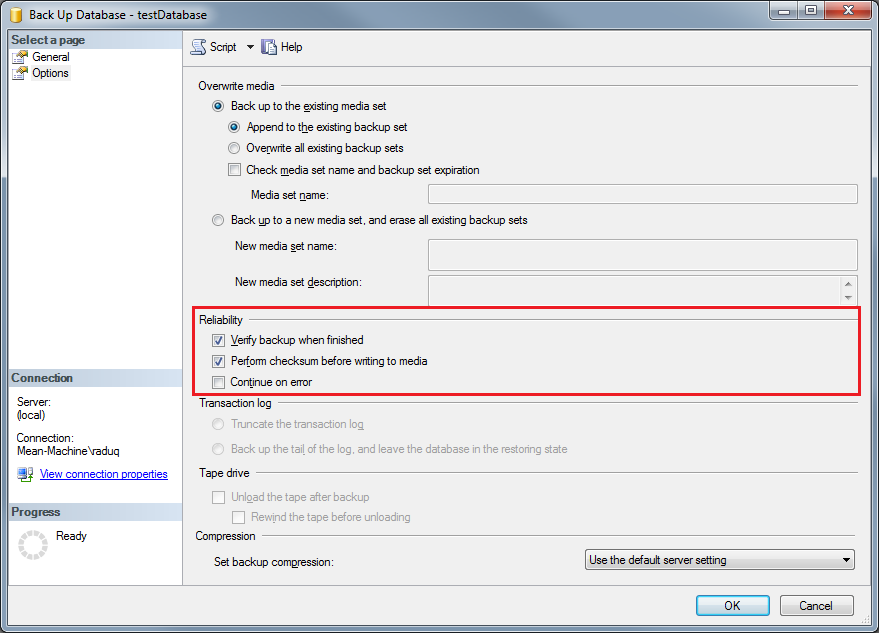 Back Up Database - testDatabase
Select a page
General
Options
Script
Help
Overwrite media
Back up to the existing media set
Append to the existing backup set
Overwrite all existing backup sets
Check media set name and backup set expiration
Media set name:
Back up to a new media set, and erase all existing backup sets
New media set name:
New media set description:
Reliability
Verify backup when finished
Perform checksum before writing to media
Continue on error
Transaction log
Truncate the transaction log
Back up the tail of the log, and leave the database in the restoring state
Tape drive
Unload the tape after backup
Rewind the tape before unloading
Compression
Set backup compression:
Use the default server setting
Connection
Server:
(local)
Connection:
Mean-Machine\raduq
View connection properties
Progress
Ready
OK
Cancel